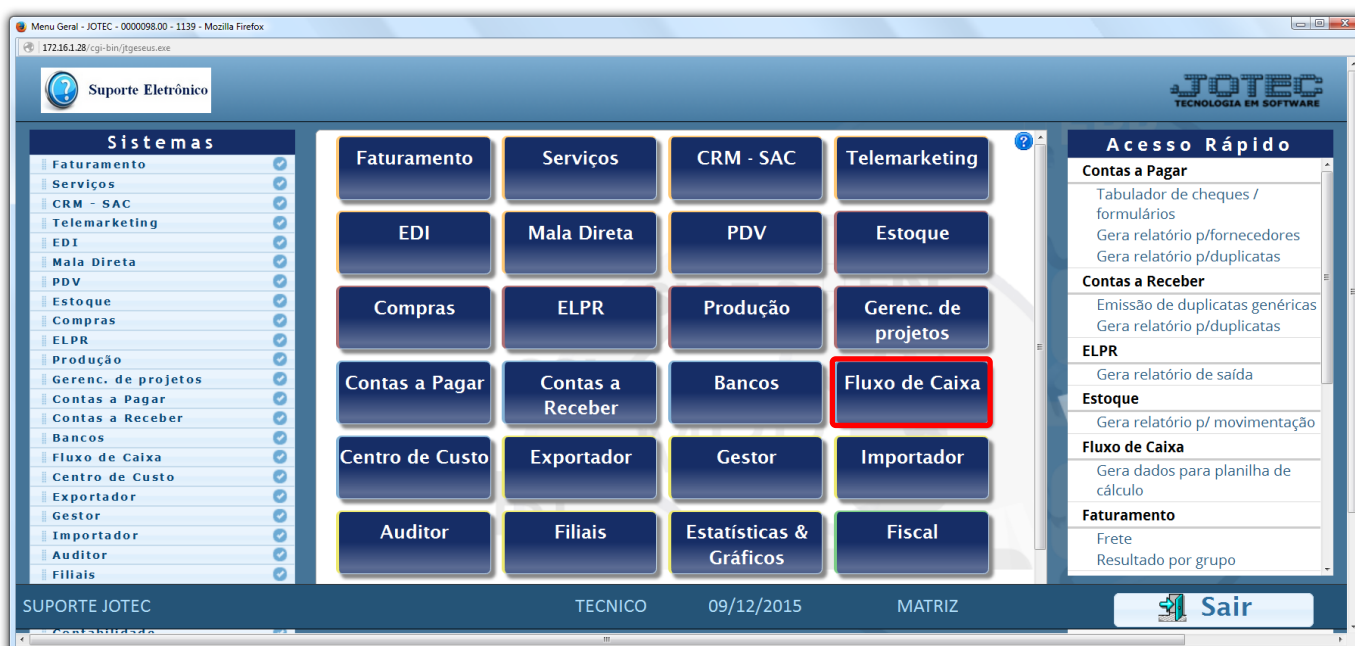 Menu Geral - JOTEC - 0000098.00 - 1139 - Mozilla Firefox
172.16.1.28/cgi-bin/jtgeseus.exe
Suporte Eletrônico
JOTEC
TECNOLOGIA EM SOFTWARE
Sistemas
Faturamento
Serviços
CRM - SAC
Telemarketing
EDI
Mala Direta
PDV
Estoque
Compras
ELPR
Produção
Gerenc. de projetos
Contas a Pagar
Contas a Receber
Bancos
Fluxo de Caixa
Centro de Custo
Exportador
Gestor
Importador
Auditor
Filiais
Contabilidade
Faturamento
Serviços
CRM - SAC
Telemarketing
EDI
Mala Direta
PDV
Estoque
Compras
ELPR
Produção
Gerenc. de
projetos
Contas a Pagar
Contas a
Receber
Bancos
Fluxo de Caixa
Centro de Custo
Exportador
Gestor
Importador
Auditor
Filiais
Estatísticas &
Gráficos
Fiscal
Acesso Rápido
Contas a Pagar
Tabulador de cheques /
formulários
Gera relatório p/fornecedores
Gera relatório p/duplicatas
Contas a Receber
Emissão de duplicatas genéricas
Gera relatório p/duplicatas
ELPR
Gera relatório de saída
Estoque
Gera relatório p/ movimentação
Fluxo de Caixa
Gera dados para planilha de
cálculo
Faturamento
Frete
Resultado por grupo
SUPORTE JOTEC
TECNICO
09/12/2015
MATRIZ
Sair